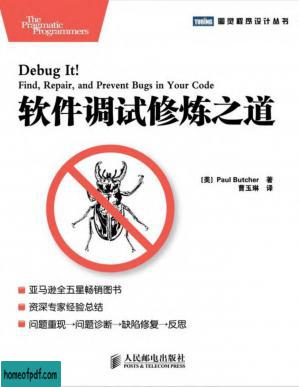 The
Pragmatic
Programmers
TURING 图灵程序设计丛书
Debug It!
Find, Repair, and Prevent Bugs in Your Code
软件调试修炼之道
[美] Paul Butcher 著
曹玉琳 译
亚马逊全五星畅销图书
资深专家经验总结
问题重现→问题诊断→缺陷修复→反思
人民邮电出版社
POSTS & TELECOM PRESS
homeofpdf.com